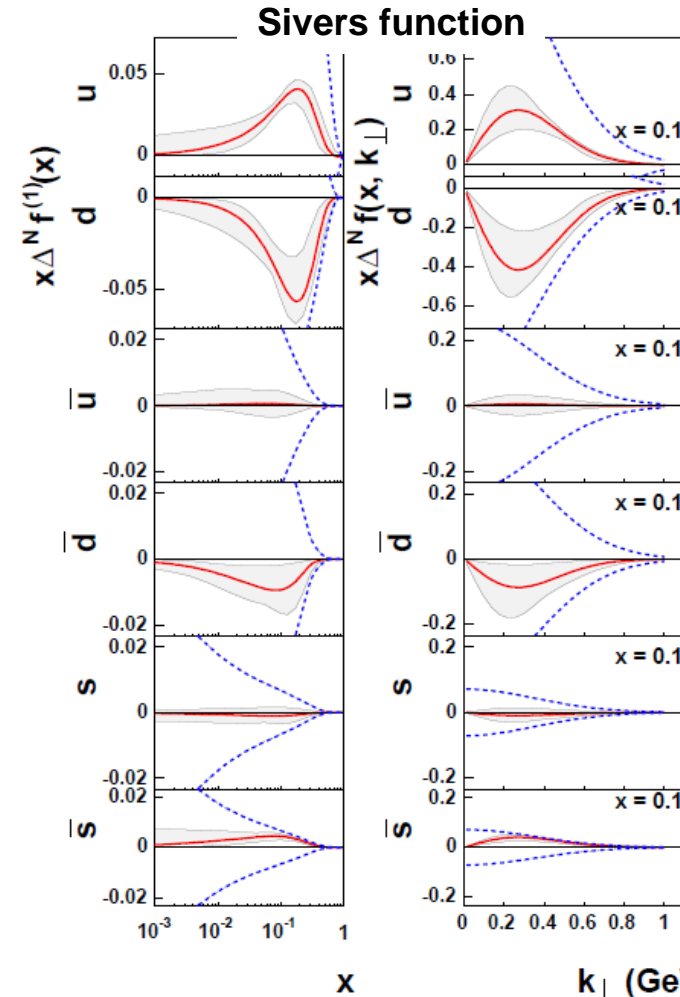 Sivers function
x Δ^N f^(1)(x)
u
0.05
0
d
0
-0.05
u̅
0.02
0
-0.02
d̅
0.02
0
-0.02
s
0.02
0
-0.02
s̅
0.02
0
-0.02
10^-3 10^-2 10^-1 1
x
x Δ^N f(x, k⊥)
u
0.6
0.4
0.2
0
x = 0.1
d
0
-0.2
-0.4
-0.6
x = 0.1
u̅
0.2
0
-0.2
x = 0.1
d̅
0.2
0
-0.2
x = 0.1
s
0.2
0
-0.2
x = 0.1
s̅
0.2
0
-0.2
x = 0.1
0 0.2 0.4 0.6 0.8 1
k⊥ (Ge